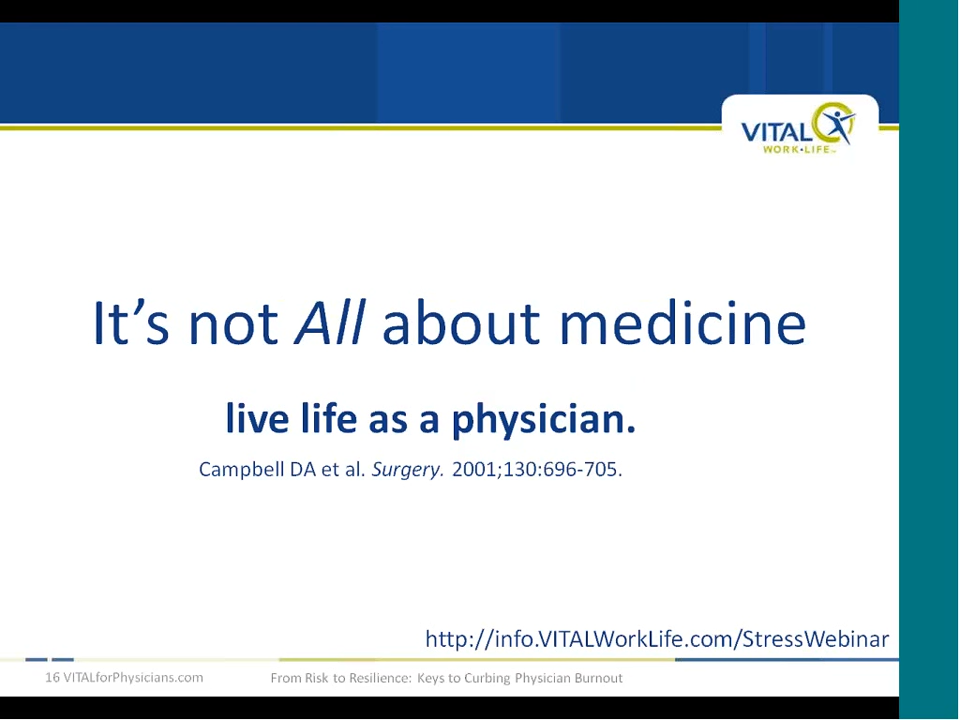 VITAL
WORK•LIFE™
It's not All about medicine
live life as a physician.
Campbell DA et al. Surgery. 2001;130:696-705.
http://info.VITALWorkLife.com/StressWebinar
16 VITALforPhysicians.com
From Risk to Resilience: Keys to Curbing Physician Burnout